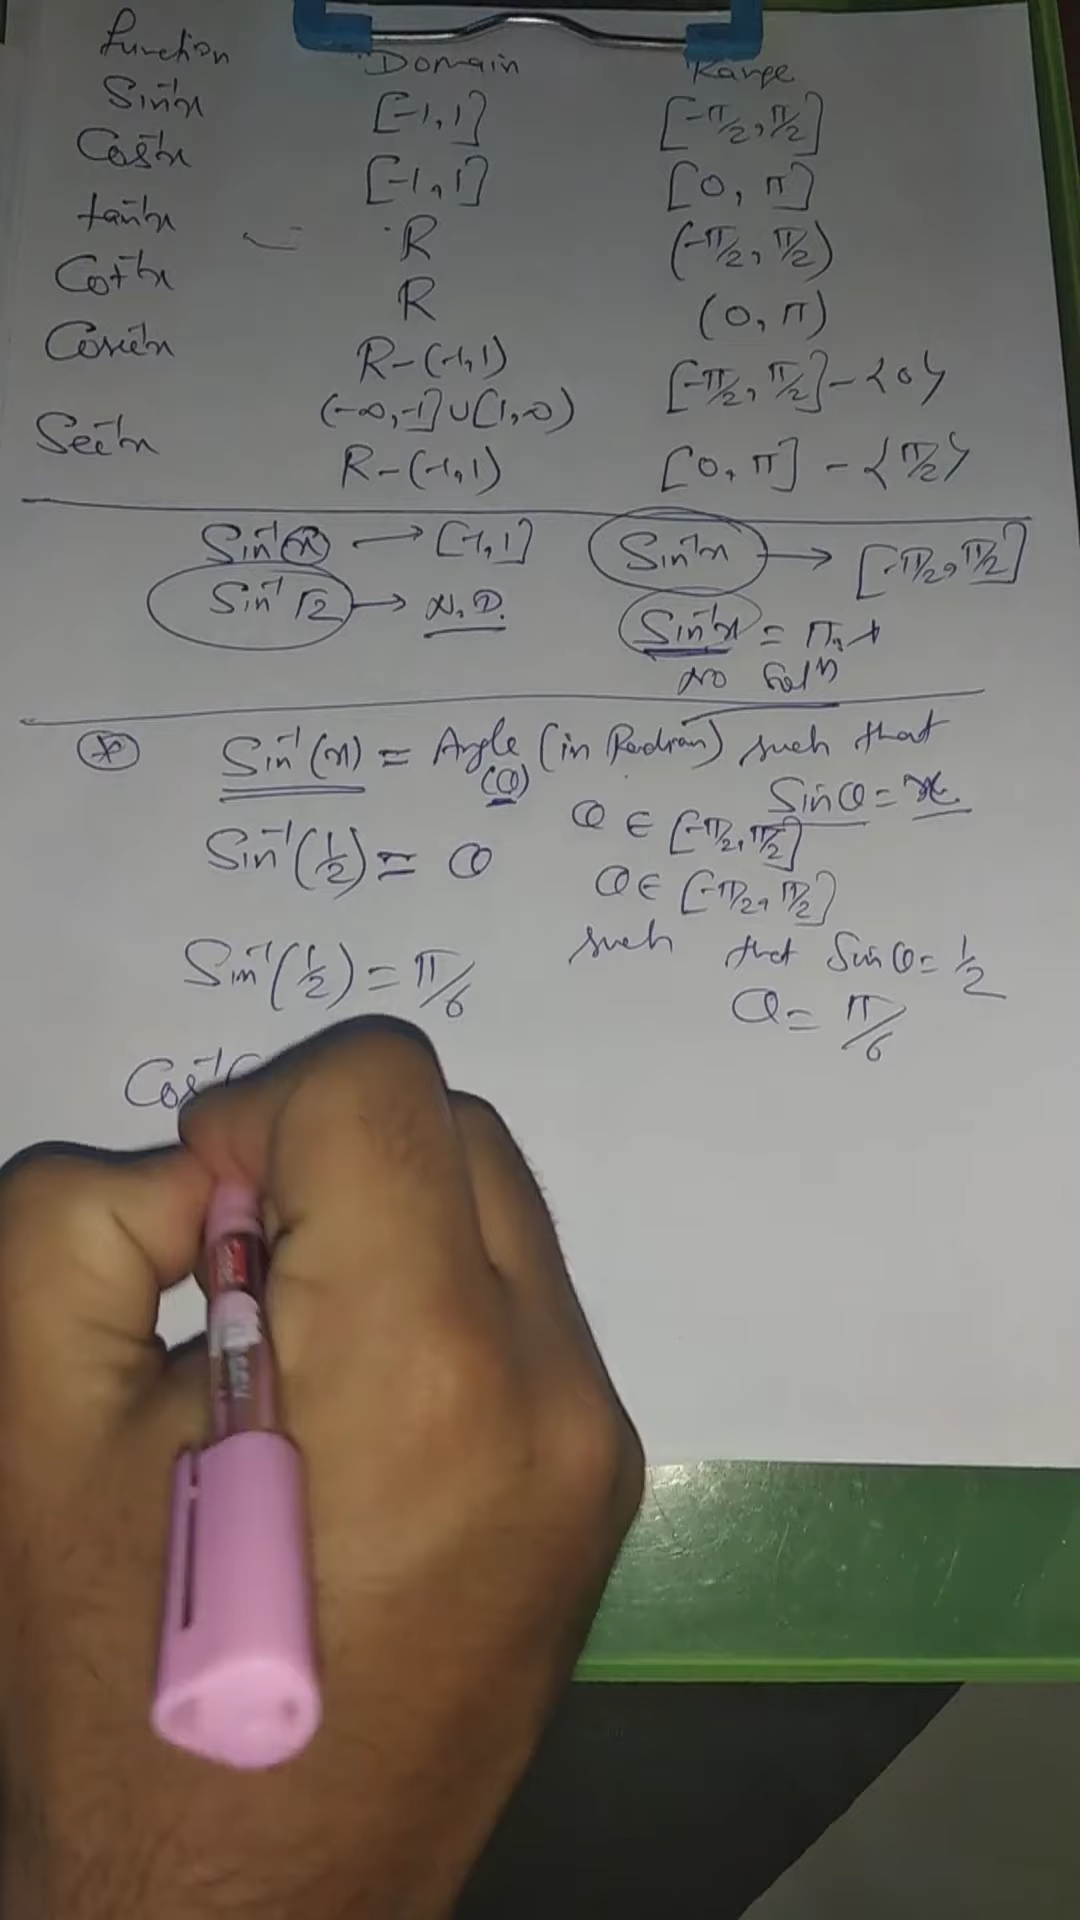 Function Domain Range
Sin⁻¹x [-1,1] [-π/2, π/2]
Cos⁻¹x [-1,1] [0, π]
tan⁻¹x R (-π/2, π/2)
Cot⁻¹x R (0, π)
Cosec⁻¹x R-(-1,1) [-π/2, π/2]-{0}
(-∞,-1]∪[1,∞)
Sec⁻¹x R-(-1,1) [0, π] - {π/2}
Sin⁻¹(x) → [-1,1] Sin⁻¹x → [-π/2, π/2]
Sin⁻¹√2 → N.D. Sin⁻¹x = π
no Solⁿ
* Sin⁻¹(x) = Angle (in Radian) such that
(θ) Sinθ = x
θ ∈ [-π/2, π/2]
Sin⁻¹(1/2) = θ θ ∈ [-π/2, π/2]
such that Sinθ = 1/2
Sin⁻¹(1/2) = π/6 θ = π/6
Cos⁻¹(